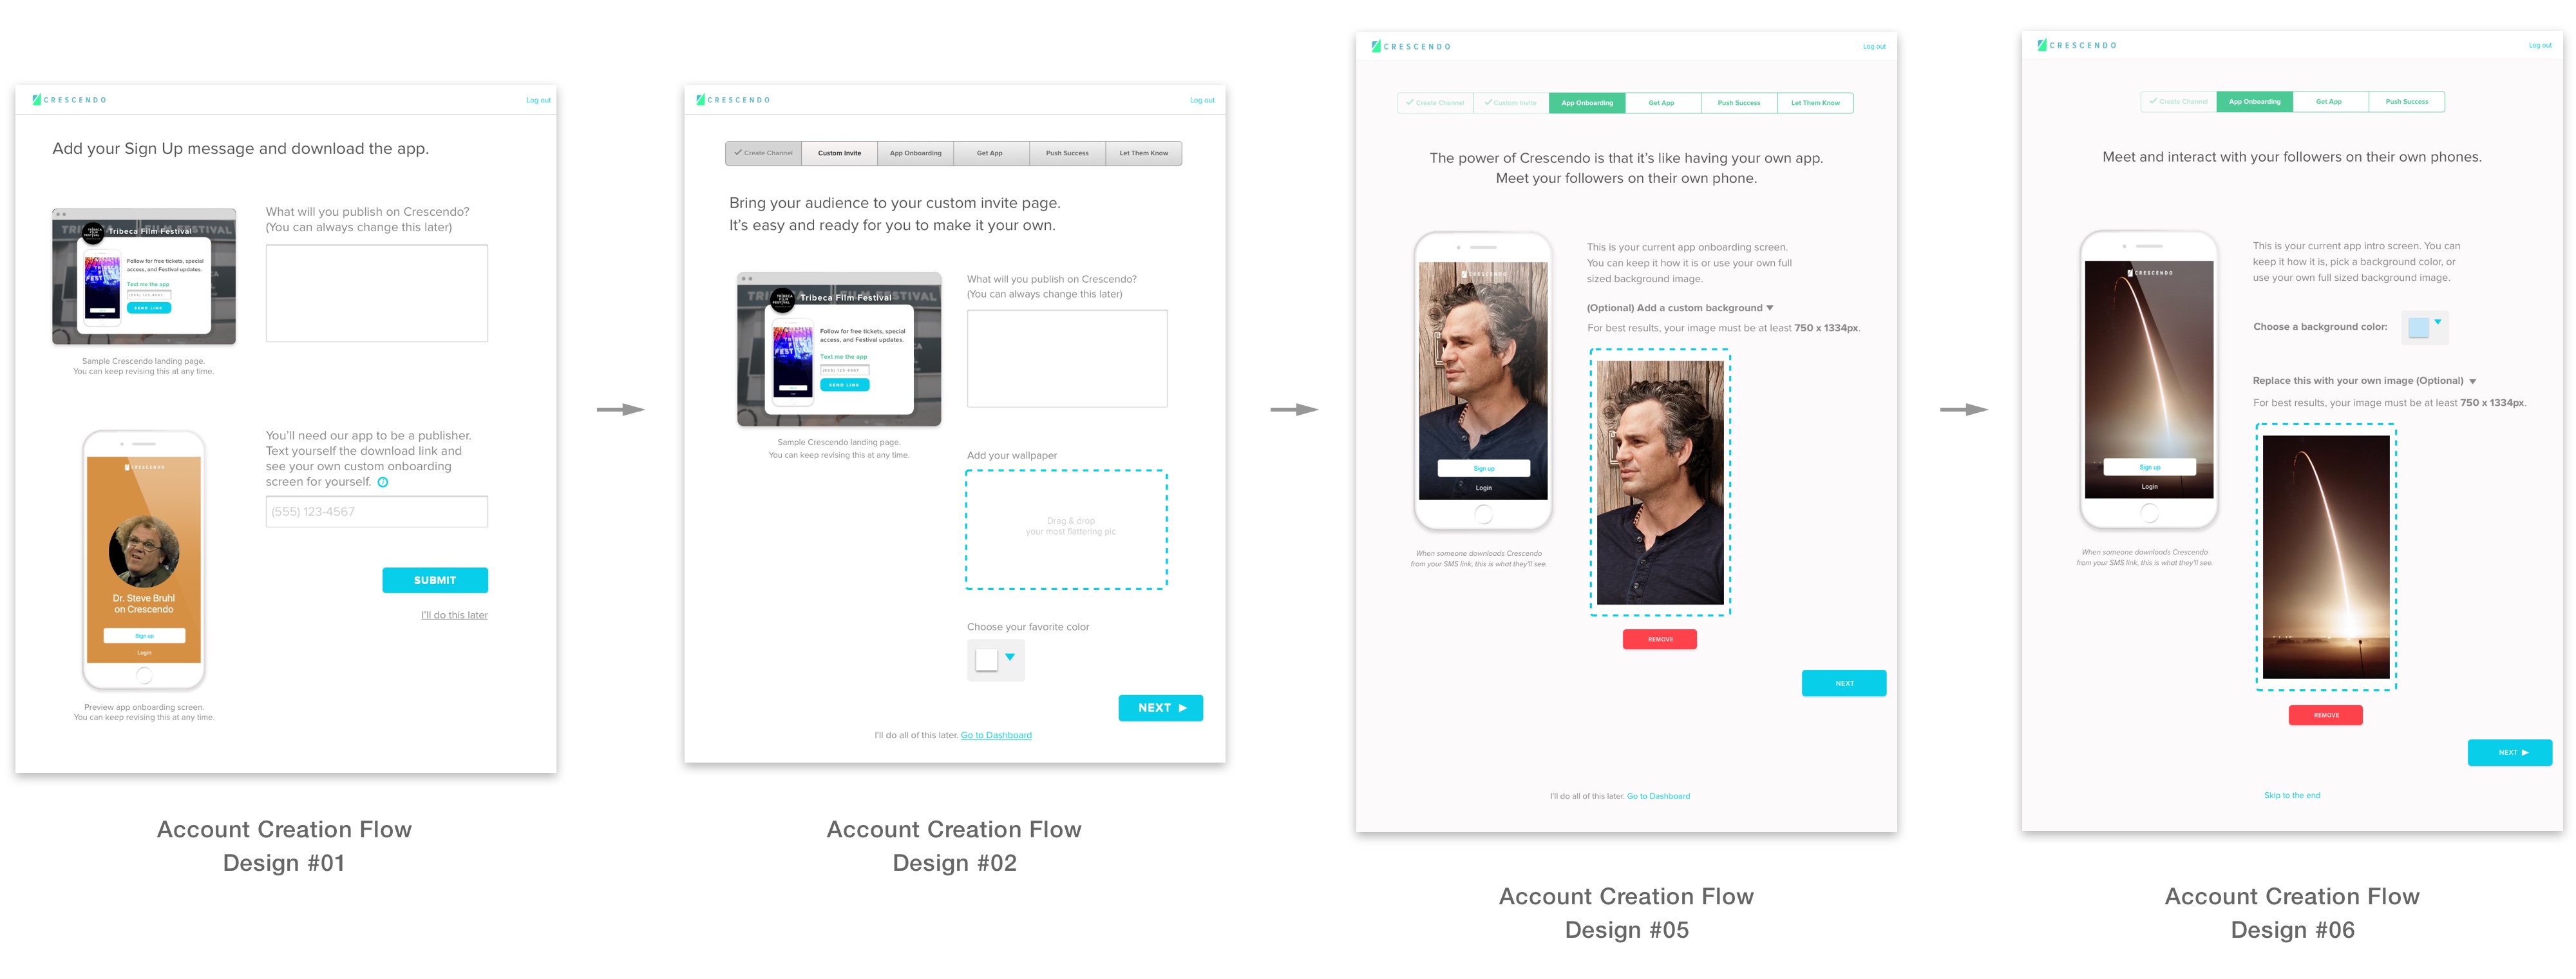 CRESCENDO
Log out
Add your Sign Up message and download the app.
TRIBECA FILM FESTIVAL
Tribeca Film Festival
Follow for free tickets, special
access, and Festival updates.
Text me the app
(555) 123-4567
SEND LINK
Sample Crescendo landing page.
You can keep revising this at any time.
What will you publish on Crescendo?
(You can always change this later)
CRESCENDO
Dr. Steve Bruhl
on Crescendo
Sign up
Login
Preview app onboarding screen.
You can keep revising this at any time.
You'll need our app to be a publisher.
Text yourself the download link and
see your own custom onboarding
screen for yourself.
(555) 123-4567
SUBMIT
I'll do this later
Account Creation Flow
Design #01
CRESCENDO
Log out
Create Channel
Custom Invite
App Onboarding
Get App
Push Success
Let Them Know
Bring your audience to your custom invite page.
It's easy and ready for you to make it your own.
TRIBECA FILM FESTIVAL
Tribeca Film Festival
Follow for free tickets, special
access, and Festival updates.
Text me the app
(555) 123-4567
SEND LINK
Sample Crescendo landing page.
You can keep revising this at any time.
What will you publish on Crescendo?
(You can always change this later)
Add your wallpaper
Drag & drop
your most flattering pic
Choose your favorite color
NEXT
I'll do all of this later. Go to Dashboard
Account Creation Flow
Design #02
CRESCENDO
Log out
Create Channel
Custom Invite
App Onboarding
Get App
Push Success
Let Them Know
The power of Crescendo is that it's like having your own app.
Meet your followers on their own phone.
CRESCENDO
Sign up
Login
When someone downloads Crescendo
from your SMS link, this is what they'll see.
This is your current app onboarding screen.
You can keep it how it is or use your own full
sized background image.
(Optional) Add a custom background
For best results, your image must be at least 750 x 1334px.
REMOVE
NEXT
I'll do all of this later. Go to Dashboard
Account Creation Flow
Design #05
CRESCENDO
Log out
Create Channel
App Onboarding
Get App
Push Success
Meet and interact with your followers on their own phones.
CRESCENDO
Sign up
Login
When someone downloads Crescendo
from your SMS link, this is what they'll see.
This is your current app intro screen. You can
keep it how it is, pick a background color, or
use your own full sized background image.
Choose a background color:
Replace this with your own image (Optional)
For best results, your image must be at least 750 x 1334px.
REMOVE
NEXT
Skip to the end
Account Creation Flow
Design #06